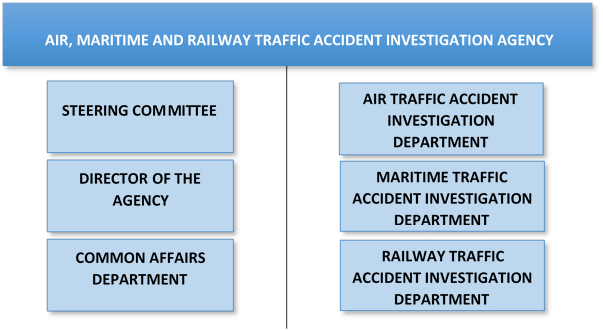 AIR, MARITIME AND RAILWAY TRAFFIC ACCIDENT INVESTIGATION AGENCY
STEERING COMMITTEE
DIRECTOR OF THE
AGENCY
COMMON AFFAIRS
DEPARTMENT
AIR TRAFFIC ACCIDENT
INVESTIGATION
DEPARTMENT
MARITIME TRAFFIC
ACCIDENT INVESTIGATION
DEPARTMENT
RAILWAY TRAFFIC
ACCIDENT INVESTIGATION
DEPARTMENT